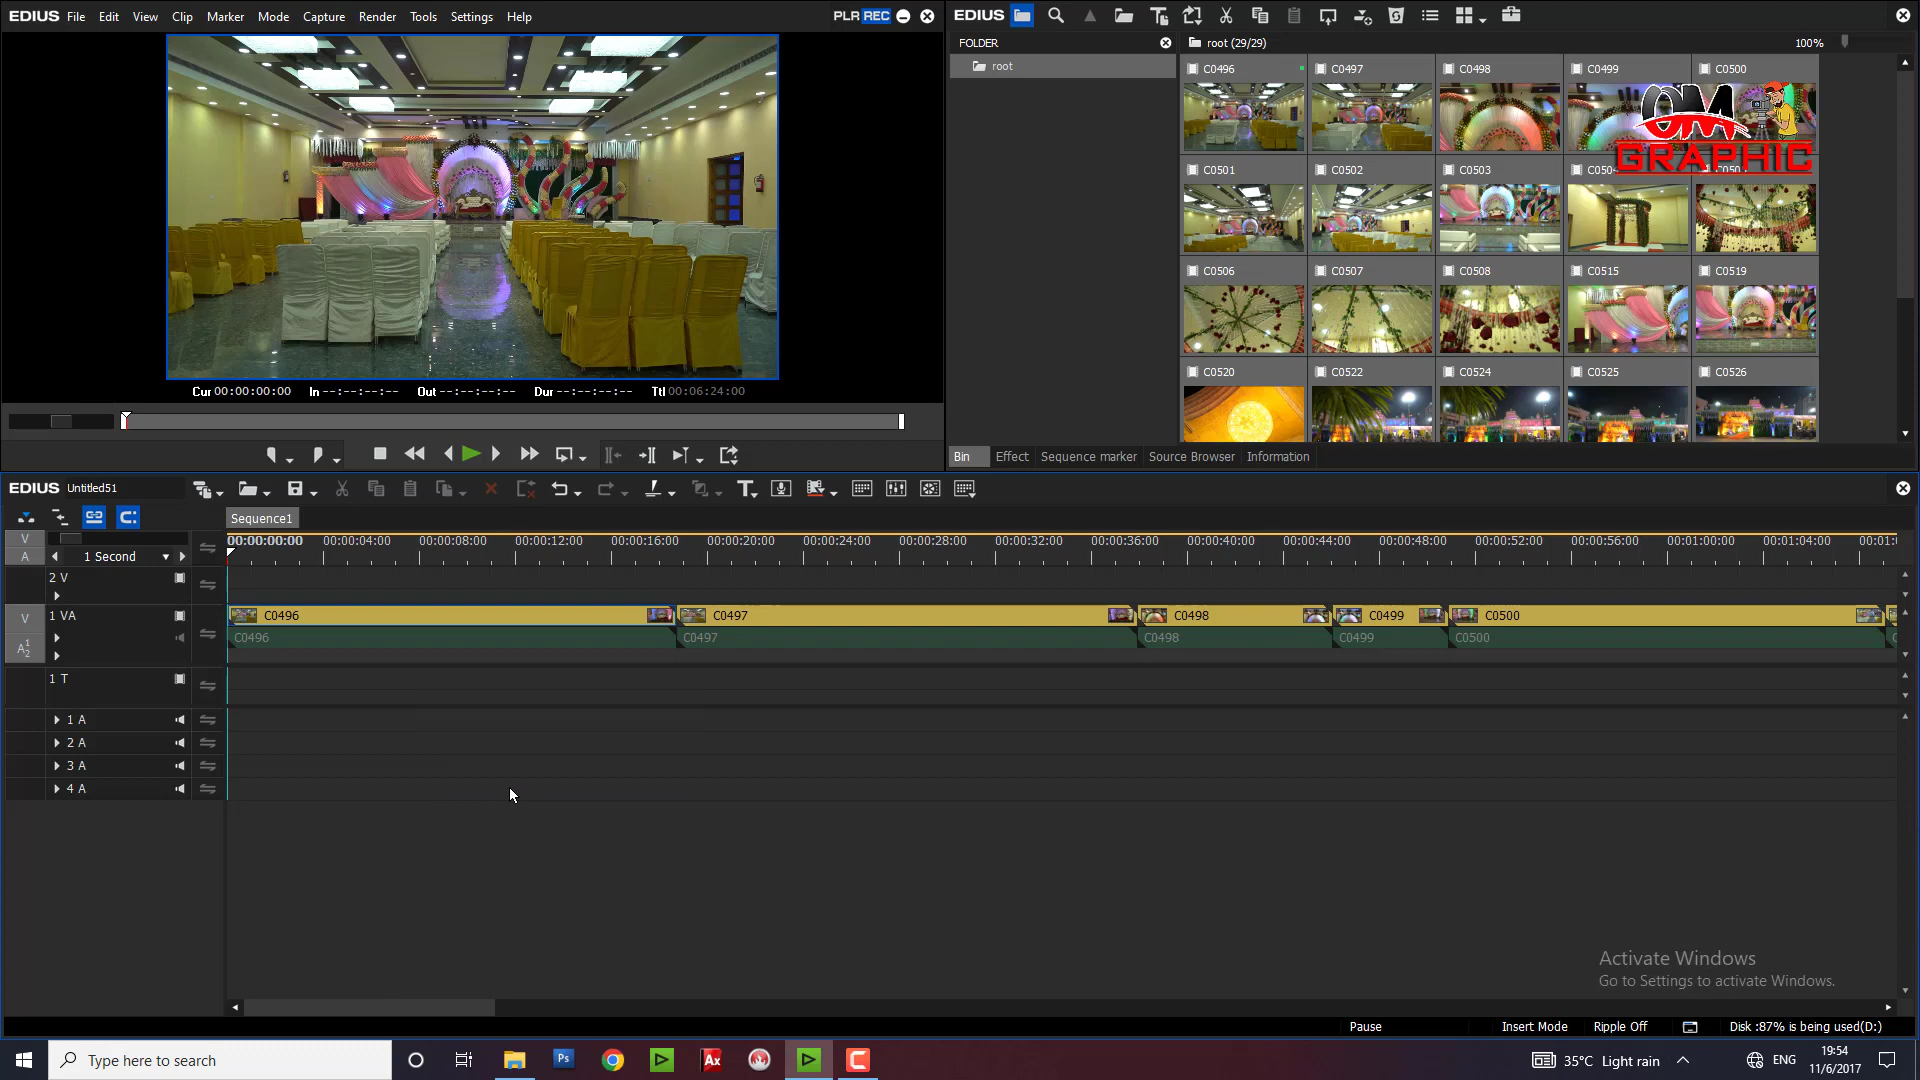 EDIUS File Edit View Clip Marker Mode Capture Render Tools Settings Help
PLR REC
Cur 00:00:00:00 In --:--:--:-- Out --:--:--:-- Dur --:--:--:-- Ttl 00:06:24:00
EDIUS
FOLDER
root
root (29/29)
100%
C0496 C0497 C0498 C0499 C0500
OM
GRAPHIC
C0501 C0502 C0503
C0506 C0507 C0508 C0515 C0519
C0520 C0522 C0524 C0525 C0526
Bin Effect Sequence marker Source Browser Information
EDIUS Untitled51
Sequence1
V
A
1 Second
00:00:00:00 00:00:04:00 00:00:08:00 00:00:12:00 00:00:16:00 00:00:20:00 00:00:24:00 00:00:28:00 00:00:32:00 00:00:36:00 00:00:40:00 00:00:44:00 00:00:48:00 00:00:52:00 00:00:56:00 00:01:00:00 00:01:04:00
2 V
V
1 VA
C0496 C0497 C0498 C0499 C0500
C0496 C0497 C0498 C0499 C0500
A12
1 T
1 A
2 A
3 A
4 A
Activate Windows
Go to Settings to activate Windows.
Pause Insert Mode Ripple Off Disk :87% is being used(D:)
Type here to search
Ps
Ax
C
35°C Light rain
ENG
19:54
11/6/2017